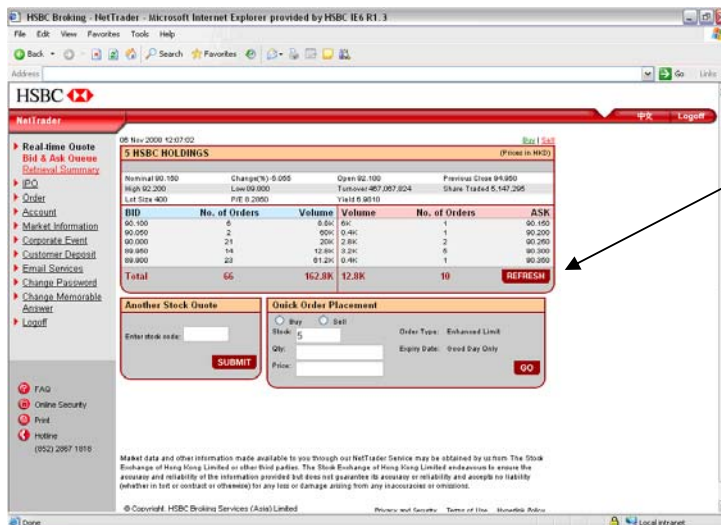 HSBC Broking - NetTrader - Microsoft Internet Explorer provided by HSBC IE6 R1.3
File Edit View Favorites Tools Help
Back Search Favorites
Address Go Links
HSBC
NetTrader 中文 Logoff
05 Nov 2008 12:07:02 Buy | Sell
Real-time Quote
Bid & Ask Queue
Retrieval Summary
IPO
Order
Account
Market Information
Corporate Event
Customer Deposit
Email Services
Change Password
Change Memorable
Answer
Logoff
5 HSBC HOLDINGS (Prices in HKD)
Nominal 90.150 Change(%) -5.055 Open 92.100 Previous Close 94.950
High 92.200 Turnover 467,067,824 Share Traded 5,147,295
Lot Size 400 P/E 8.2050 Yield 6.9810
BID No. of Orders Volume Volume No. of Orders ASK
90.100 6 6K 1 90.150
90.050 2 60K 0.4K 1 90.200
90.000 21 20K 2.8K 2 90.250
89.950 14 12.8K 3.2K 5 90.300
89.900 23 61.2K 0.4K 1 90.350
Total 66 162.8K 12.8K 10 REFRESH
Another Stock Quote
Enter stock code:
SUBMIT
Quick Order Placement
Buy Sell
Stock: 5 Order Type: Enhanced Limit
Qty: Expiry Date: Good Day Only
Price:
GO
FAQ
Online Security
Print
Hotline
(852) 2867 1818
Market data and other information made available to you through our NetTrader Service may be obtained by us from The Stock
Exchange of Hong Kong Limited or other third parties. The Stock Exchange of Hong Kong Limited endeavours to ensure the
accuracy and reliability of the information provided but does not guarantee its accuracy or reliability and accepts no liability
(whether in tort or contract or otherwise) for any loss or damage arising from any inaccuracies or omissions.
© Copyright. HSBC Broking Services (Asia) Limited Privacy and Security Terms of Use Hyperlink Policy
Done Local intranet